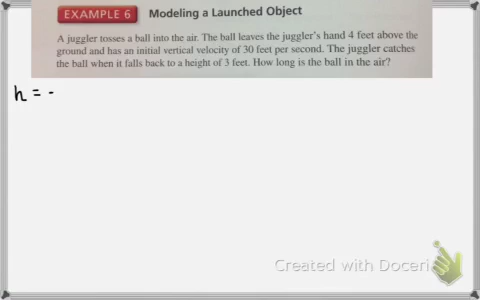 EXAMPLE 6 Modeling a Launched Object
A juggler tosses a ball into the air. The ball leaves the juggler's hand 4 feet above the
ground and has an initial vertical velocity of 30 feet per second. The juggler catches
the ball when it falls back to a height of 3 feet. How long is the ball in the air?
h = -
Created with Doceri